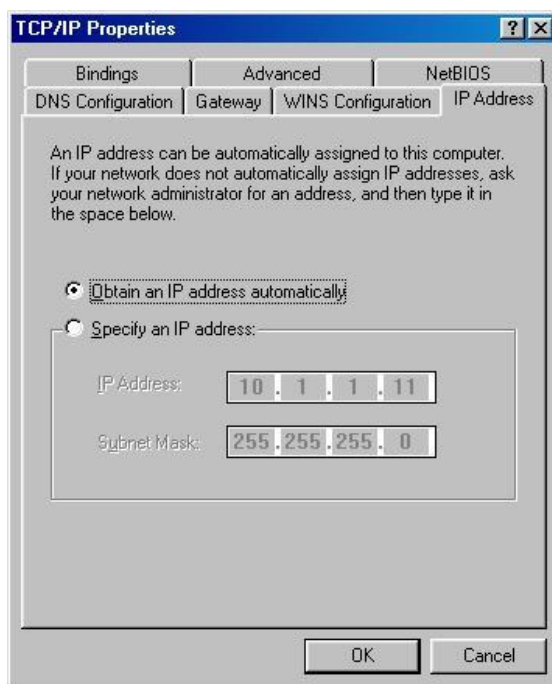 TCP/IP Properties
Bindings Advanced NetBIOS
DNS Configuration Gateway WINS Configuration IP Address
An IP address can be automatically assigned to this computer.
If your network does not automatically assign IP addresses, ask
your network administrator for an address, and then type it in
the space below.
Obtain an IP address automatically
Specify an IP address:
IP Address: 10 . 1 . 1 . 11
Subnet Mask: 255 . 255 . 255 . 0
OK Cancel